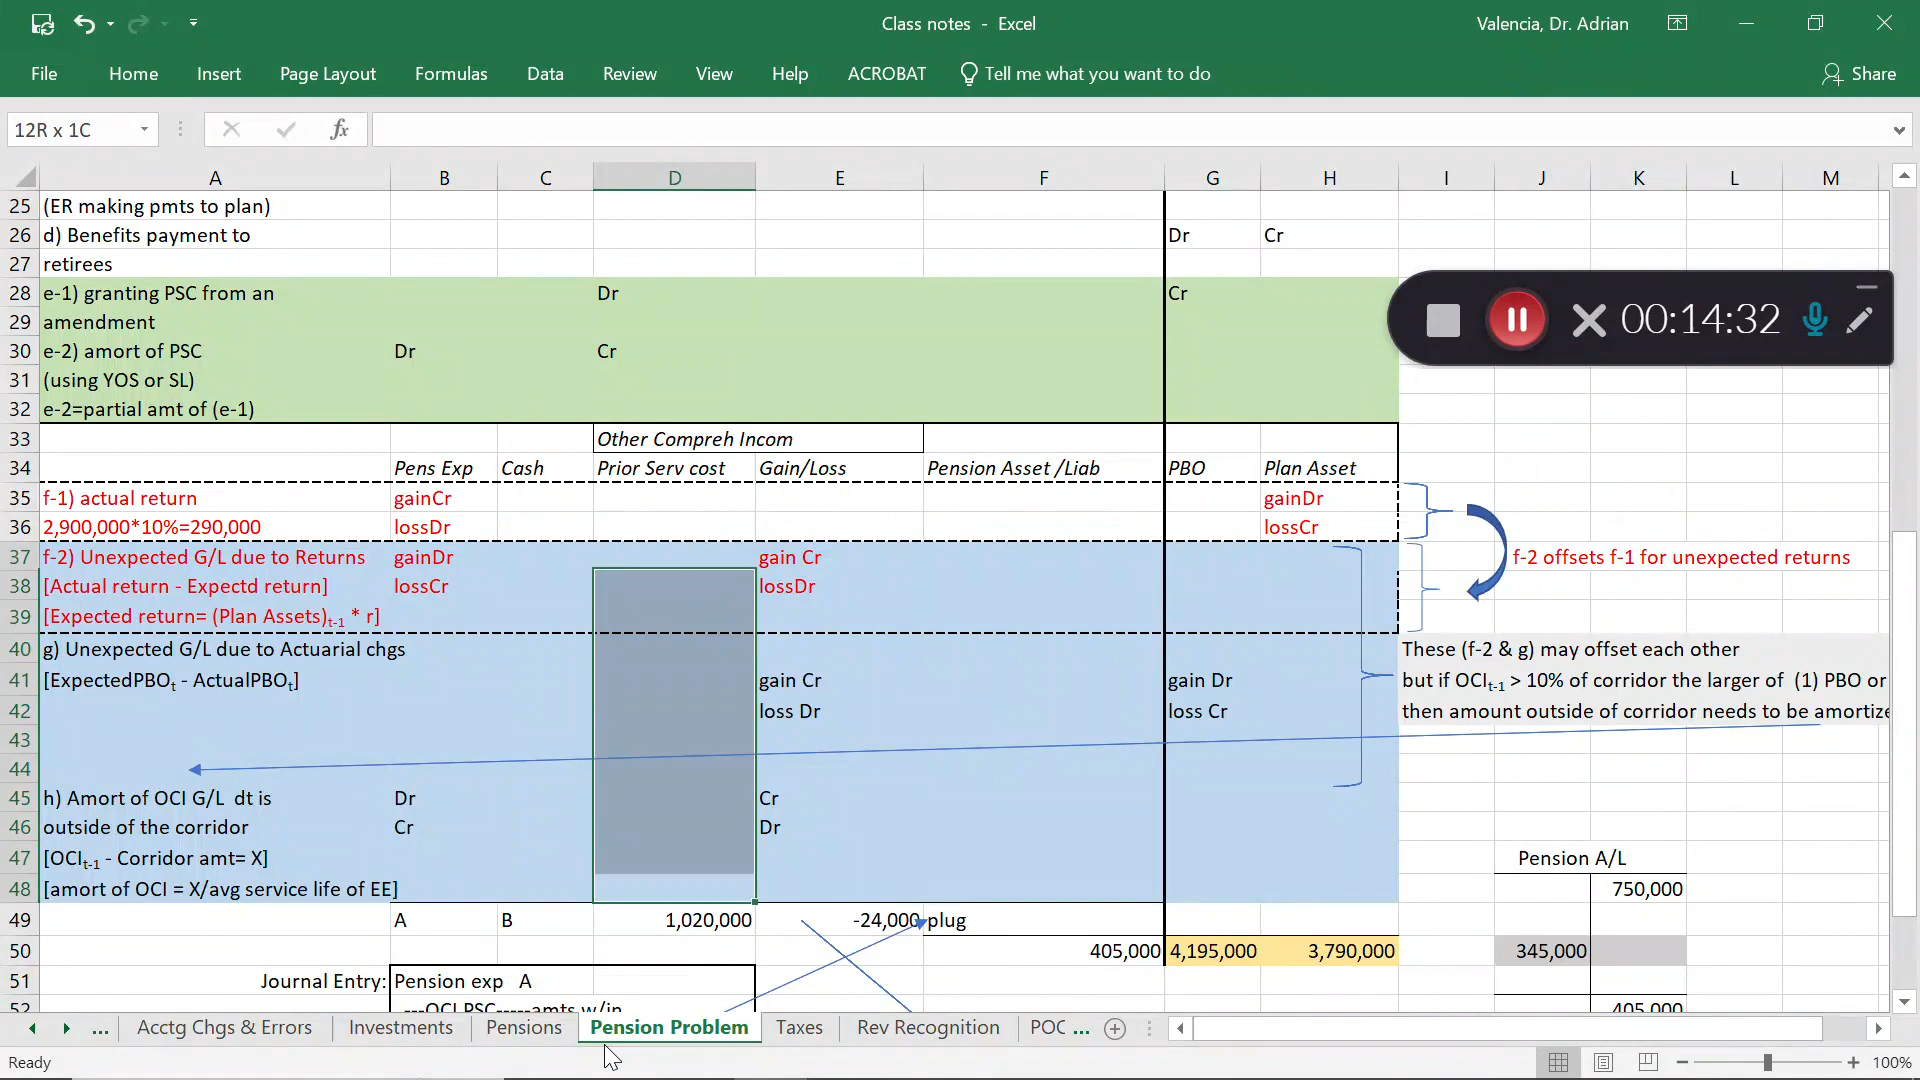 Class notes - Excel
Valencia, Dr. Adrian
File Home Insert Page Layout Formulas Data Review View Help ACROBAT Tell me what you want to do Share
12R x 1C fx
A B C D E F G H I J K L M
25 (ER making pmts to plan)
26 d) Benefits payment to Dr Cr
27 retirees
28 e-1) granting PSC from an Dr Cr
29 amendment
00:14:32
30 e-2) amort of PSC Dr Cr
31 (using YOS or SL)
32 e-2=partial amt of (e-1)
33 Other Compreh Incom
34 Pens Exp Cash Prior Serv cost Gain/Loss Pension Asset /Liab PBO Plan Asset
35 f-1) actual return gainCr gainDr
36 2,900,000*10%=290,000 lossDr lossCr
37 f-2) Unexpected G/L due to Returns gainDr gain Cr f-2 offsets f-1 for unexpected returns
38 [Actual return - Expectd return] lossCr lossDr
39 [Expected return= (Plan Assets)t-1 * r]
40 g) Unexpected G/L due to Actuarial chgs These (f-2 & g) may offset each other
41 [ExpectedPBOt - ActualPBOt] gain Cr gain Dr but if OCIt-1 > 10% of corridor the larger of (1) PBO or
42 loss Dr loss Cr then amount outside of corridor needs to be amortize
43
44
45 h) Amort of OCI G/L dt is Dr Cr
46 outside of the corridor Cr Dr
47 [OCIt-1 - Corridor amt= X] Pension A/L
48 [amort of OCI = X/avg service life of EE] 750,000
49 A B 1,020,000 -24,000 plug
50 405,000 4,195,000 3,790,000 345,000
51 Journal Entry: Pension exp A
52 ---OCI PSC-----amts w/in 405,000
... Acctg Chgs & Errors Investments Pensions Pension Problem Taxes Rev Recognition POC ...
Ready 100%